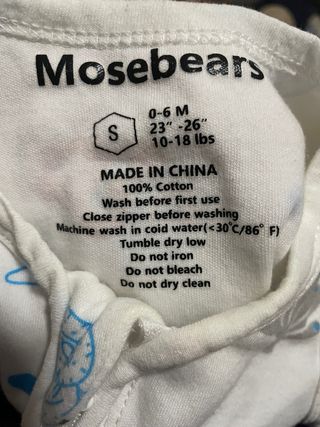 Mosebears
S
0-6 M
23" -26"
10-18 lbs
MADE IN CHINA
100% Cotton
Wash before first use
Close zipper before washing
Machine wash in cold water(<30°C/86° F)
Tumble dry low
Do not iron
Do not bleach
Do not dry clean